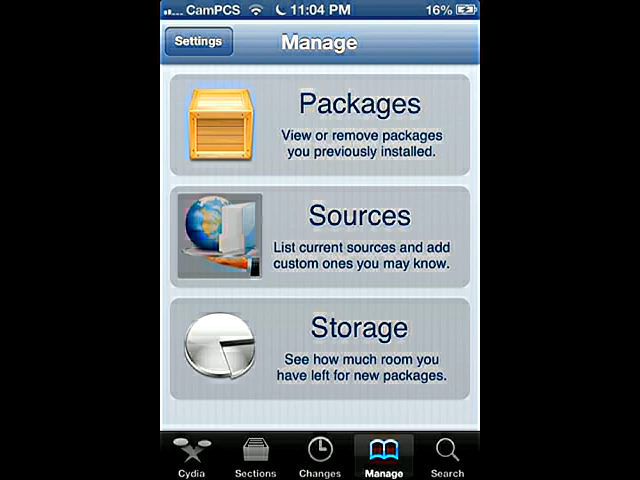 CamPCS 11:04 PM 16%
Settings
Manage
Packages
View or remove packages
you previously installed.
Sources
List current sources and add
custom ones you may know.
Storage
See how much room you
have left for new packages.
Cydia Sections Changes Manage Search